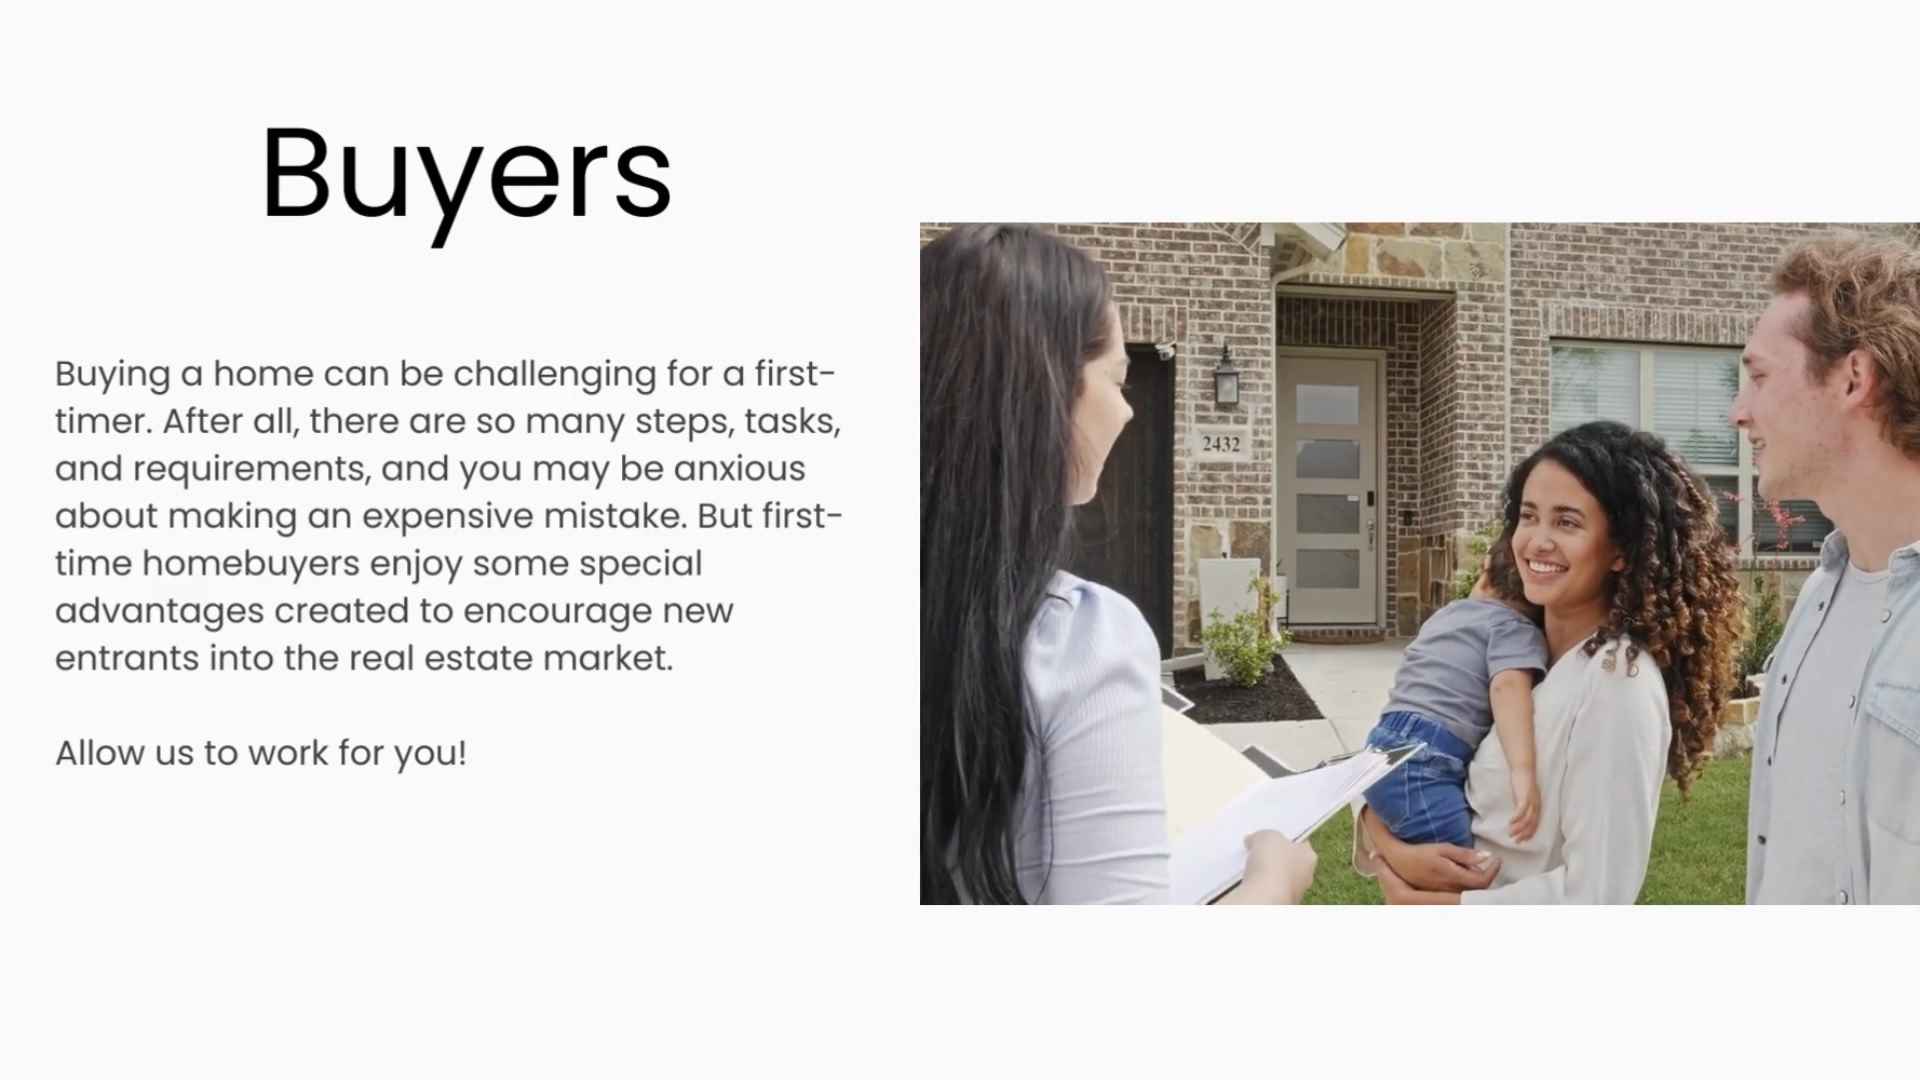 Buyers
Buying a home can be challenging for a first-
timer. After all, there are so many steps, tasks,
and requirements, and you may be anxious
about making an expensive mistake. But first-
time homebuyers enjoy some special
advantages created to encourage new
entrants into the real estate market.
Allow us to work for you!
2432